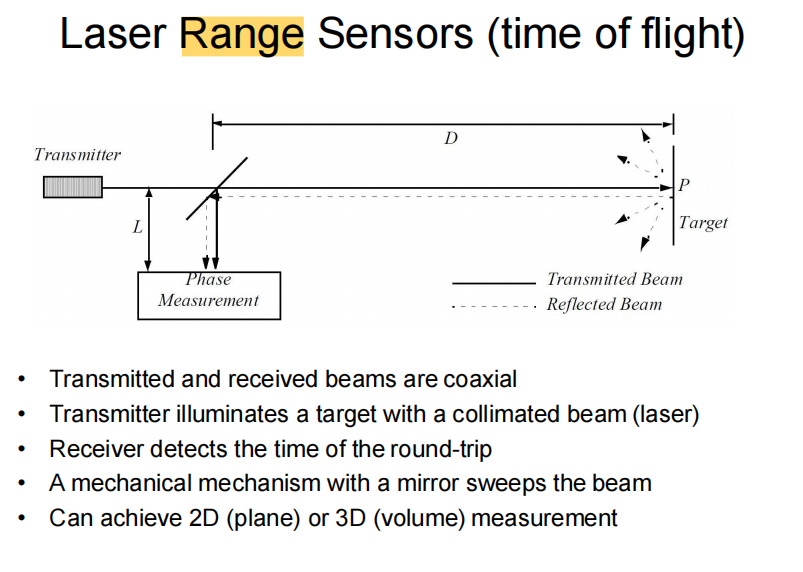 Laser Range Sensors (time of flight)
D
Transmitter
P
L
Target
Phase
Measurement
Transmitted Beam
Reflected Beam
• Transmitted and received beams are coaxial
• Transmitter illuminates a target with a collimated beam (laser)
• Receiver detects the time of the round-trip
• A mechanical mechanism with a mirror sweeps the beam
• Can achieve 2D (plane) or 3D (volume) measurement